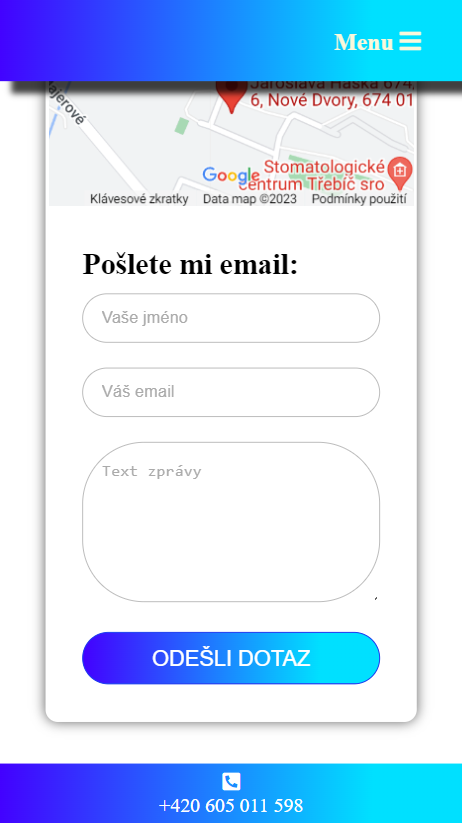 Menu
Jaroslava Haška 674,
6, Nové Dvory, 674 01
Google
Stomatologické
centrum Třebíč sro
Klávesové zkratky Data map ©2023 Podmínky použití
Pošlete mi email:
Vaše jméno
Váš email
Text zprávy
ODEŠLI DOTAZ
+420 605 011 598